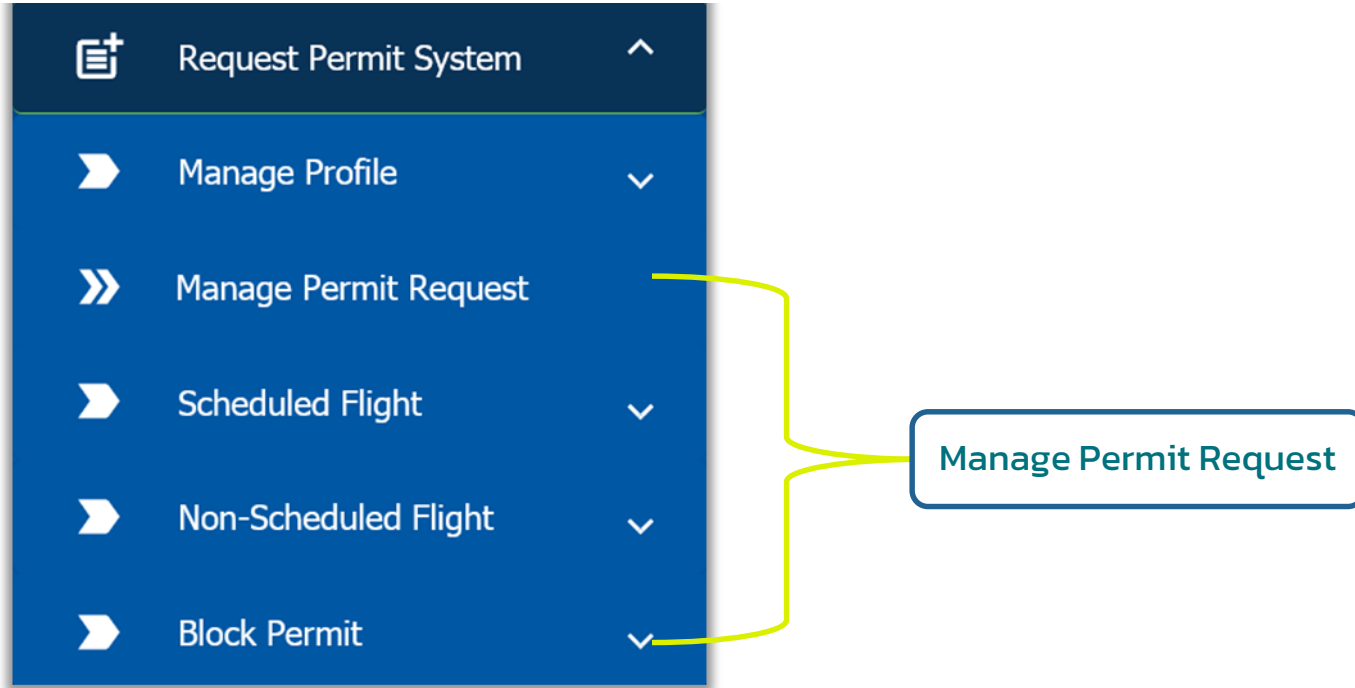 Request Permit System
Manage Profile
Manage Permit Request
Scheduled Flight
Non-Scheduled Flight
Block Permit
Manage Permit Request